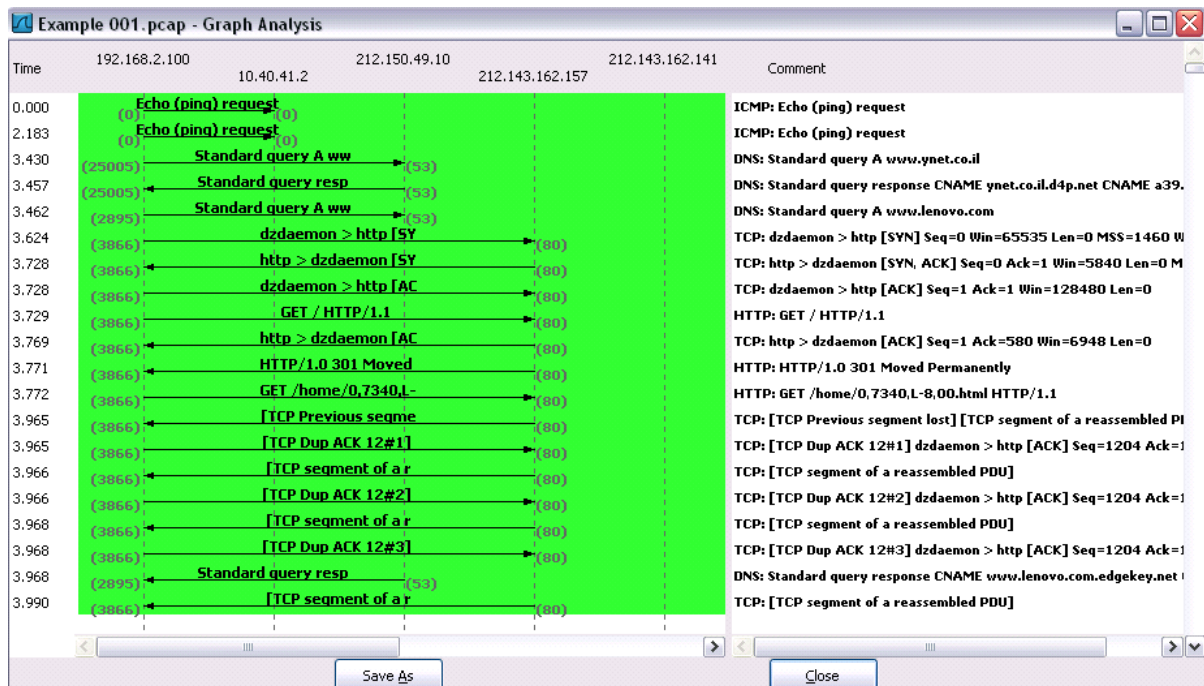 Example 001.pcap - Graph Analysis
192.168.2.100 212.150.49.10 212.143.162.141
Time Comment
10.40.41.2 212.143.162.157
0.000 Echo (ping) request ICMP: Echo (ping) request
(0) (0)
2.183 Echo (ping) request ICMP: Echo (ping) request
(0) (0)
3.430 Standard query A ww DNS: Standard query A www.ynet.co.il
(25005) (53)
3.457 Standard query resp DNS: Standard query response CNAME ynet.co.il.d4p.net CNAME a39.
(25005) (53)
3.462 Standard query A ww DNS: Standard query A www.lenovo.com
(2895) (53)
3.624 dzdaemon > http [SY TCP: dzdaemon > http [SYN] Seq=0 Win=65535 Len=0 MSS=1460 W
(3866) (80)
3.728 http > dzdaemon [SY TCP: http > dzdaemon [SYN, ACK] Seq=0 Ack=1 Win=5840 Len=0 M
(3866) (80)
3.728 dzdaemon > http [AC TCP: dzdaemon > http [ACK] Seq=1 Ack=1 Win=128480 Len=0
(3866) (80)
3.729 GET / HTTP/1.1 HTTP: GET / HTTP/1.1
(3866) (80)
3.769 http > dzdaemon [AC TCP: http > dzdaemon [ACK] Seq=1 Ack=580 Win=6948 Len=0
(3866) (80)
3.771 HTTP/1.0 301 Moved HTTP: HTTP/1.0 301 Moved Permanently
(3866) (80)
3.772 GET /home/0,7340,L- HTTP: GET /home/0,7340,L-8,00.html HTTP/1.1
(3866) (80)
3.965 [TCP Previous segme TCP: [TCP Previous segment lost] [TCP segment of a reassembled PD
(3866) (80)
3.965 [TCP Dup ACK 12#1] TCP: [TCP Dup ACK 12#1] dzdaemon > http [ACK] Seq=1204 Ack=1
(3866) (80)
3.966 [TCP segment of a r TCP: [TCP segment of a reassembled PDU]
(3866) (80)
3.966 [TCP Dup ACK 12#2] TCP: [TCP Dup ACK 12#2] dzdaemon > http [ACK] Seq=1204 Ack=1
(3866) (80)
3.968 [TCP segment of a r TCP: [TCP segment of a reassembled PDU]
(3866) (80)
3.968 [TCP Dup ACK 12#3] TCP: [TCP Dup ACK 12#3] dzdaemon > http [ACK] Seq=1204 Ack=1
(3866) (80)
3.968 Standard query resp DNS: Standard query response CNAME www.lenovo.com.edgekey.net
(2895) (53)
3.990 [TCP segment of a r TCP: [TCP segment of a reassembled PDU]
(3866) (80)
Save As Close